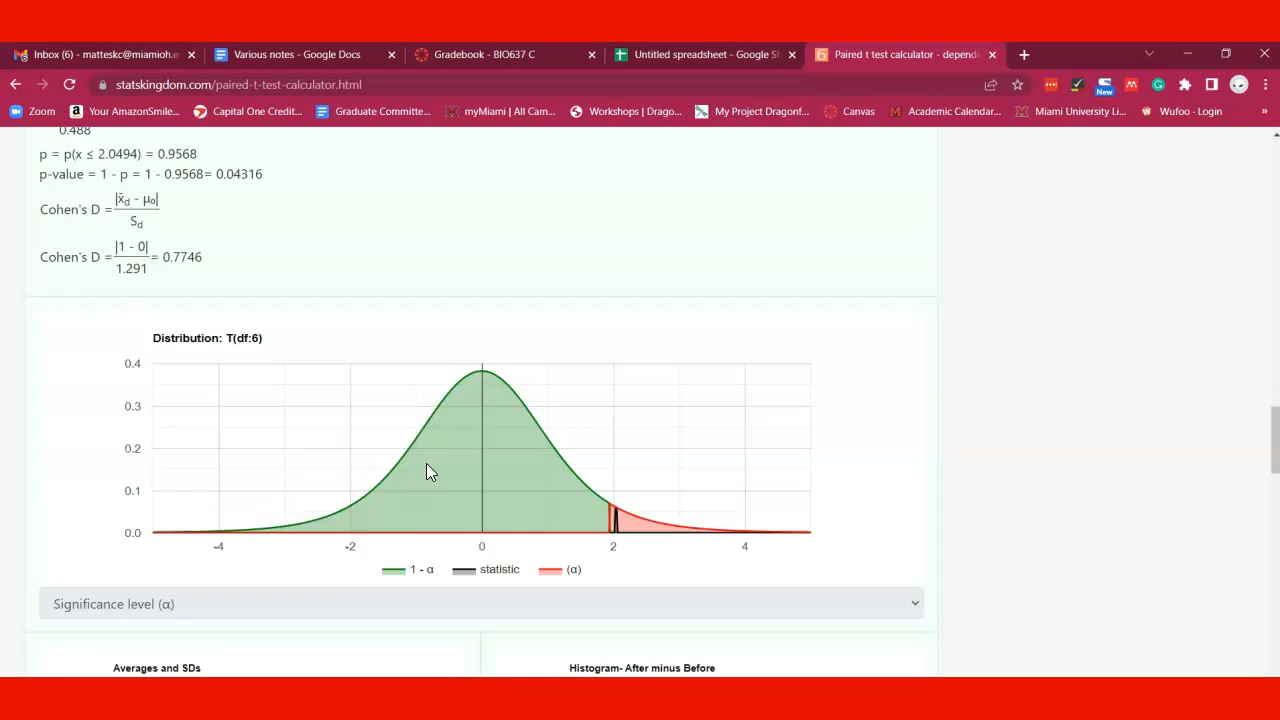 Inbox (6) - matteskc@miamioh.e
Various notes - Google Docs
Gradebook - BIO637 C
Untitled spreadsheet - Google Sh
Paired t test calculator - depende
statskingdom.com/paired-t-test-calculator.html
New
Zoom
Your AmazonSmile...
Capital One Credit...
Graduate Committe...
myMiami | All Cam...
Workshops | Drago...
My Project Dragonf...
Canvas
Academic Calendar...
Miami University Li...
Wufoo - Login
»
0.488
p = p(x ≤ 2.0494) = 0.9568
p-value = 1 - p = 1 - 0.9568= 0.04316
Cohen's D = |x̄d - μ₀|
Sd
Cohen's D = |1 - 0| = 0.7746
1.291
Distribution: T(df:6)
0.4
0.3
0.2
0.1
0.0
-4 -2 0 2 4
1 - α statistic (α)
Significance level (α)
Averages and SDs
Histogram- After minus Before